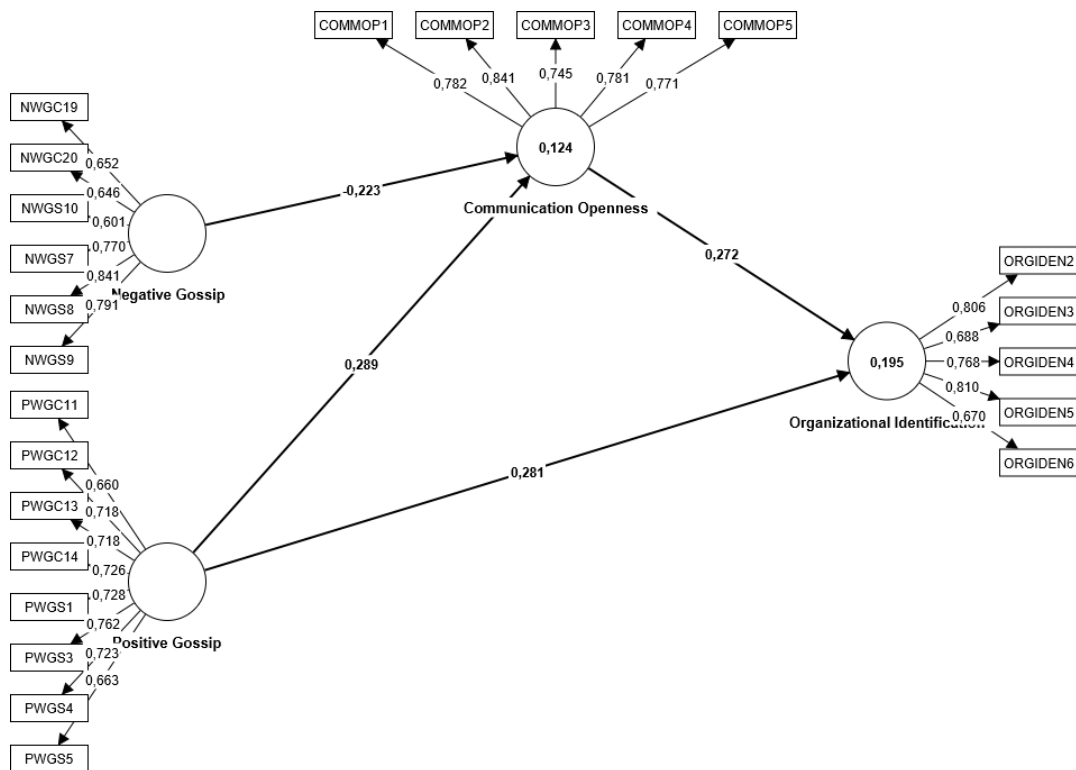 COMMOP1
COMMOP2
COMMOP3
COMMOP4
COMMOP5
0,782
0,841
0,745
0,781
0,771
NWGC19
NWGC20
NWGS10
NWGS7
NWGS8
NWGS9
0,652
0,646
0,601
0,770
0,841
0,791
Negative Gossip
-0,223
0,124
Communication Openness
0,272
0,289
0,281
0,195
Organizational Identification
ORGIDEN2
ORGIDEN3
ORGIDEN4
ORGIDEN5
ORGIDEN6
0,806
0,688
0,768
0,810
0,670
PWGC11
PWGC12
PWGC13
PWGC14
PWGS1
PWGS3
PWGS4
PWGS5
0,660
0,718
0,718
0,726
0,728
0,762
0,723
0,663
Positive Gossip